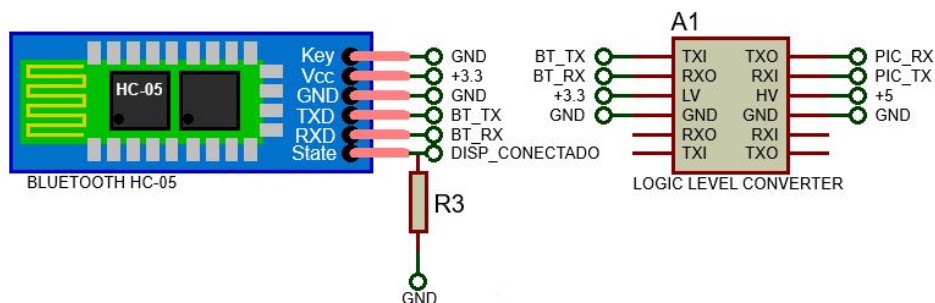 A1
Key GND
Vcc +3.3
GND GND
TXD BT_TX
RXD BT_RX
State DISP_CONECTADO
HC-05
BLUETOOTH HC-05
R3
GND
BT_TX TXI TXO PIC_RX
BT_RX RXO RXI PIC_TX
+3.3 LV HV +5
GND GND GND GND
RXO RXI
TXI TXO
LOGIC LEVEL CONVERTER